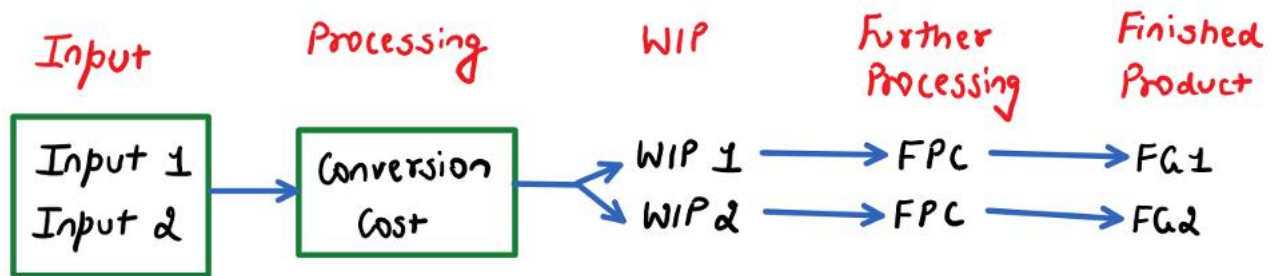 Input
Processing
WIP
Further
Processing
Finished
Product
Input 1
Input 2
Conversion
Cost
WIP 1
FPC
FG1
WIP 2
FPC
FG2